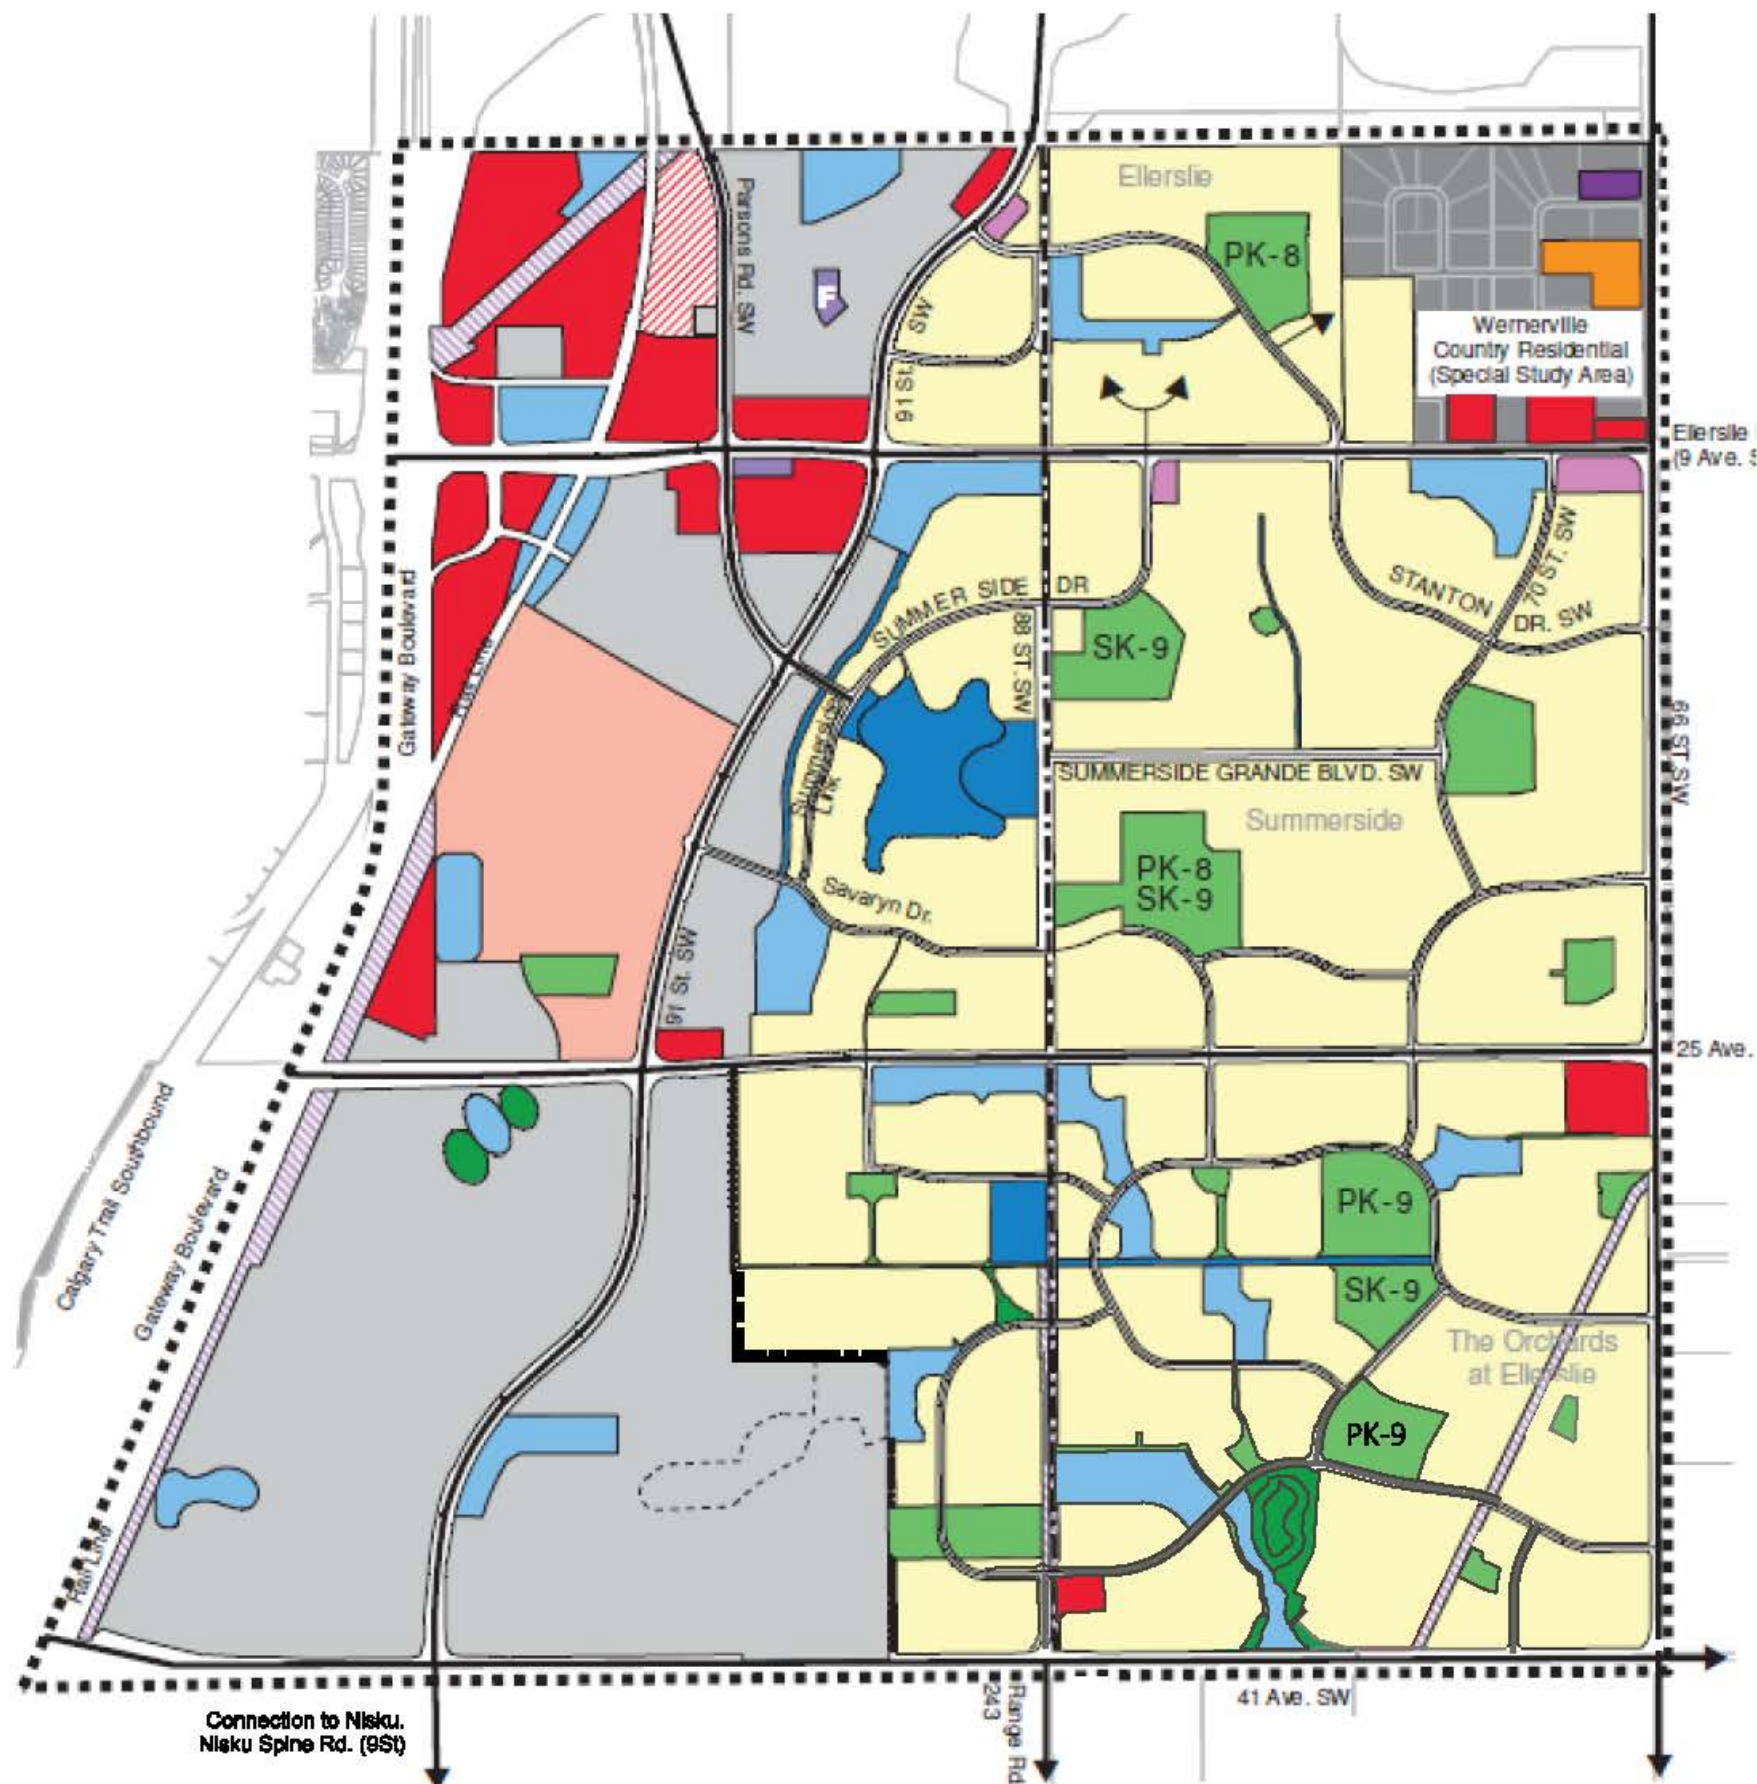 Ellerslie
PK-8
Parsons Rd. SW
F
SW
91 St.
Wernerville
Country Residential
(Special Study Area)
Ellerslie
(9 Ave. S
Gateway Boulevard
SUMMER SIDE DR
88 ST. SW
SK-9
STANTON
DR. SW
70 ST. SW
66 ST SW
Summerside
Link
SUMMERSIDE GRANDE BLVD. SW
Summerside
PK-8
SK-9
Savaryn Dr.
91 St. SW
25 Ave.
Calgary Trail Southbound
Gateway Boulevard
PK-9
SK-9
The Orchards
at Ellerslie
PK-9
Rail Line
41 Ave. SW
Range Rd
243
Connection to Nisku.
Nisku Spine Rd. (9St)